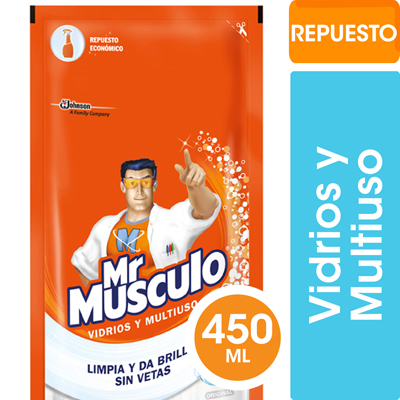 REPUESTO
ECONÓMICO
SC Johnson
A Family Company
Mr
MUSCULO
VIDRIOS Y MULTIUSO
LIMPIA Y DA BRILL
SIN VETAS
450
ML
ORIGINAL
REPUESTO
Vidrios y
Multiuso